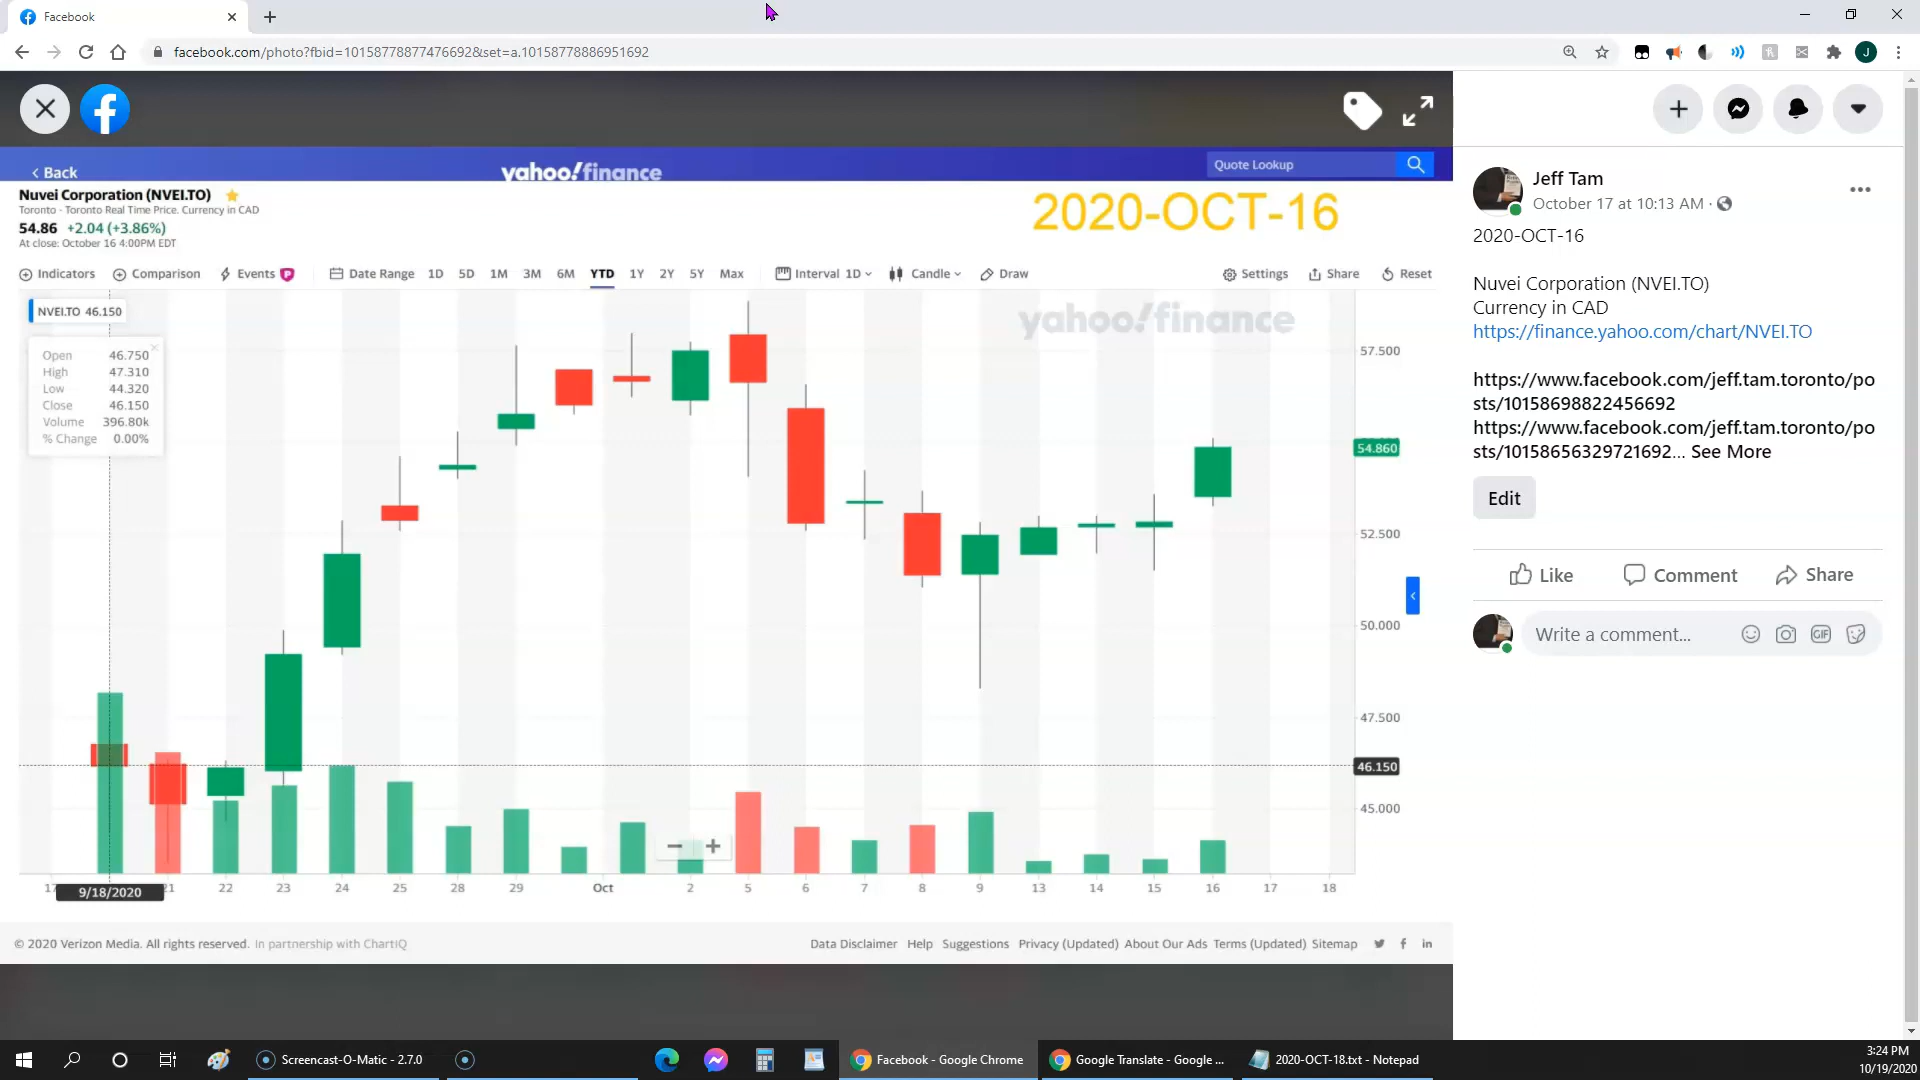 Facebook
facebook.com/photo?fbid=10158778877476692&set=a.10158778886951692
J
< Back
yahoo!finance
Quote Lookup
Nuvei Corporation (NVEI.TO)
Toronto - Toronto Real Time Price. Currency in CAD
54.86 +2.04 (+3.86%)
At close: October 16 4:00PM EDT
2020-OCT-16
Indicators Comparison Events P Date Range 1D 5D 1M 3M 6M YTD 1Y 2Y 5Y Max Interval 1D Candle Draw Settings Share Reset
NVEI.TO 46.150
yahoo!finance
Open 46.750
High 47.310
Low 44.320
Close 46.150
Volume 396.80k
% Change 0.00%
57.500
54.860
52.500
50.000
47.500
46.150
45.000
17 9/18/2020 21 22 23 24 25 28 29 Oct 2 5 6 7 8 9 13 14 15 16 17 18
© 2020 Verizon Media. All rights reserved. In partnership with ChartIQ
Data Disclaimer Help Suggestions Privacy (Updated) About Our Ads Terms (Updated) Sitemap
Jeff Tam
October 17 at 10:13 AM ·
2020-OCT-16
Nuvei Corporation (NVEI.TO)
Currency in CAD
https://finance.yahoo.com/chart/NVEI.TO
https://www.facebook.com/jeff.tam.toronto/po
sts/10158698822456692
https://www.facebook.com/jeff.tam.toronto/po
sts/10158656329721692... See More
Edit
Like Comment Share
Write a comment...
GIF
Screencast-O-Matic - 2.7.0
Facebook - Google Chrome
Google Translate - Google ...
2020-OCT-18.txt - Notepad
3:24 PM
10/19/2020